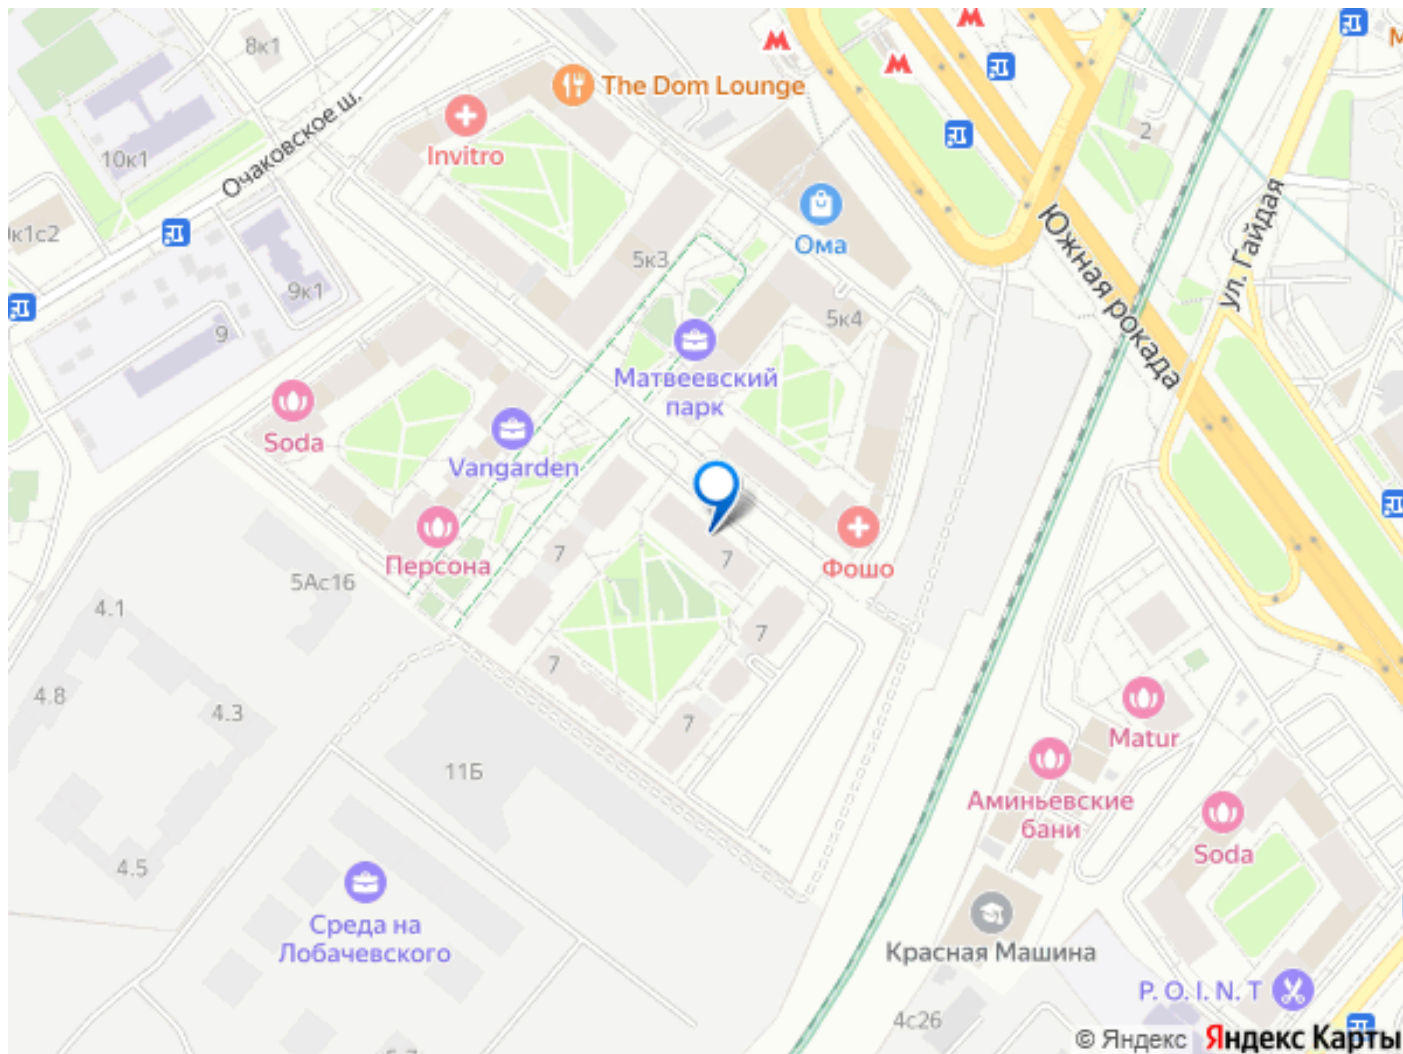 8к1
The Dom Lounge
Invitro
2
10к1
Очаковское ш.
ул. Гайдая
Южная рокада
к1с2
Ома
5к3
9к1
5к4
9
Матвеевский
парк
Soda
Vangarden
Персона
Фошо
7
7
5Ас16
4.1
7
7
4.8
4.3
7
Matur
11Б
Аминьевские
бани
Soda
4.5
Среда на
Лобачевского
Красная Машина
P. O. I. N. T
4с26
© Яндекс
Яндекс Карты